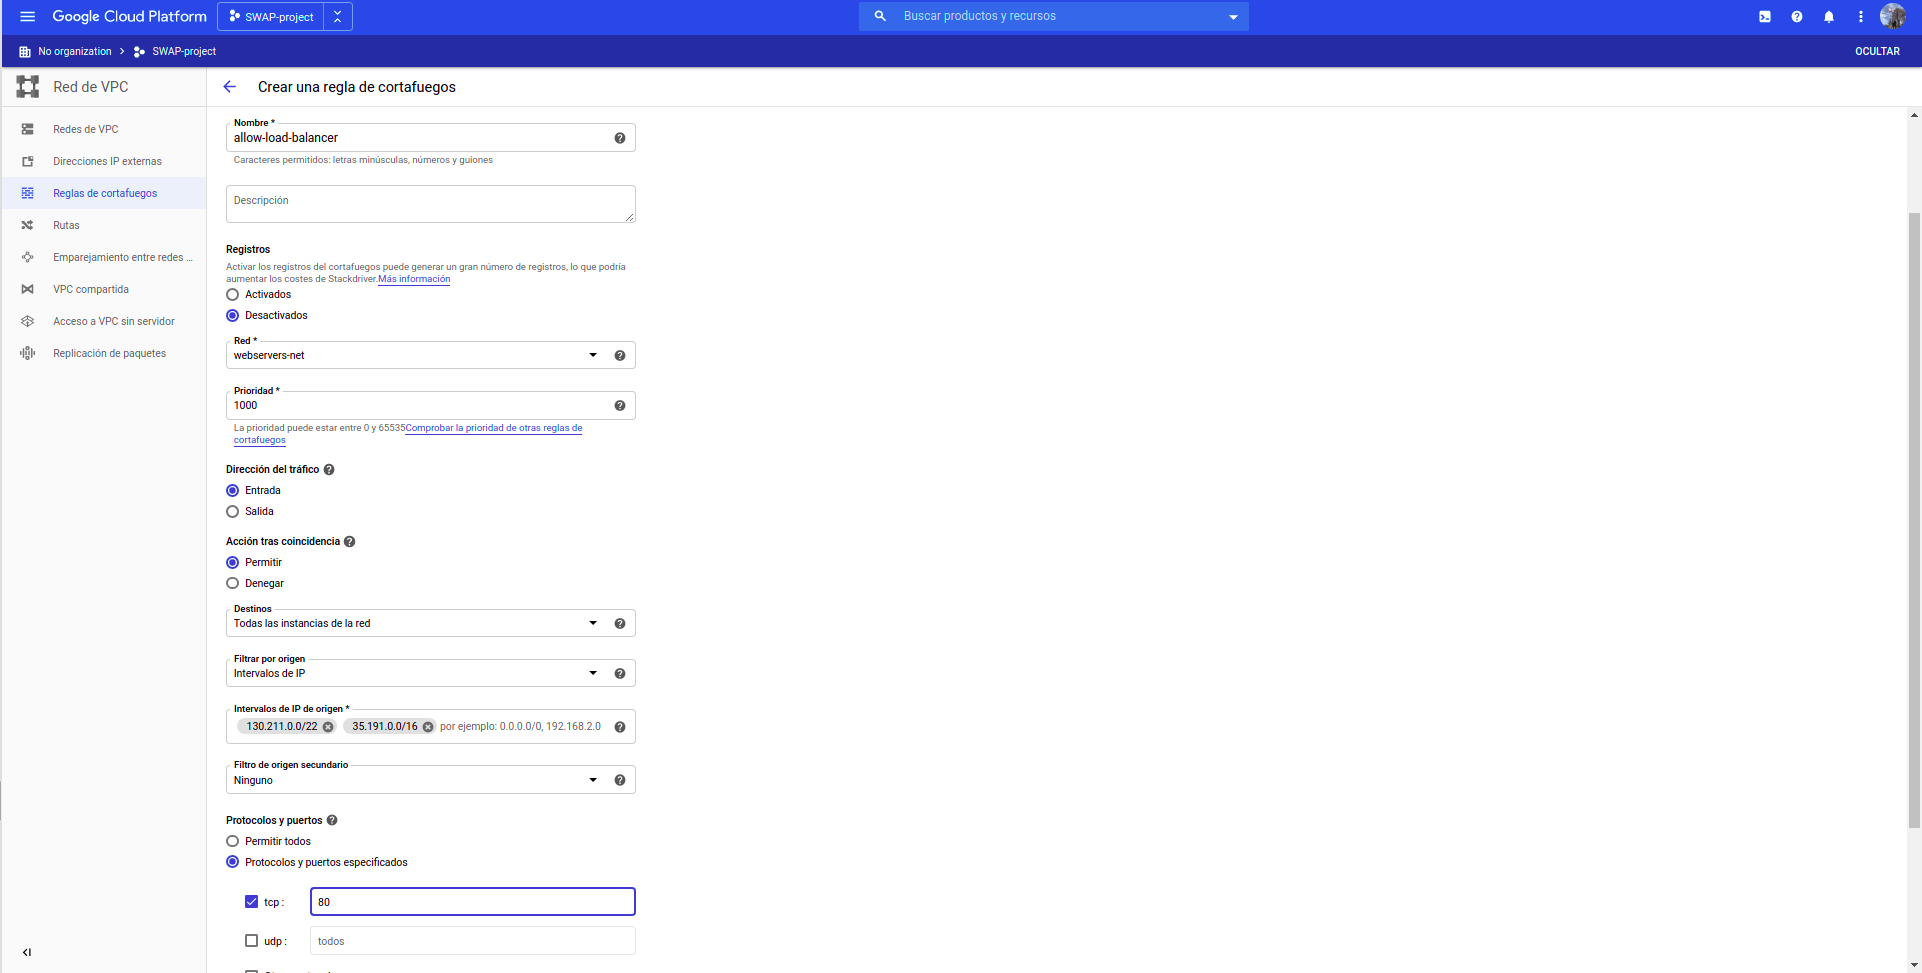 Google Cloud Platform
SWAP-project
Buscar productos y recursos
No organization
SWAP-project
OCULTAR
Red de VPC
Crear una regla de cortafuegos
Redes de VPC
Direcciones IP externas
Reglas de cortafuegos
Rutas
Emparejamiento entre redes ...
VPC compartida
Acceso a VPC sin servidor
Replicación de paquetes
Nombre *
allow-load-balancer
Caracteres permitidos: letras minúsculas, números y guiones
Descripción
Registros
Activar los registros del cortafuegos puede generar un gran número de registros, lo que podría
aumentar los costes de Stackdriver.Más información
Activados
Desactivados
Red *
webservers-net
Prioridad *
1000
La prioridad puede estar entre 0 y 65535Comprobar la prioridad de otras reglas de
cortafuegos
Dirección del tráfico
Entrada
Salida
Acción tras coincidencia
Permitir
Denegar
Destinos
Todas las instancias de la red
Filtrar por origen
Intervalos de IP
Intervalos de IP de origen *
130.211.0.0/22 35.191.0.0/16 por ejemplo: 0.0.0.0/0, 192.168.2.0
Filtro de origen secundario
Ninguno
Protocolos y puertos
Permitir todos
Protocolos y puertos especificados
tcp : 80
udp : todos